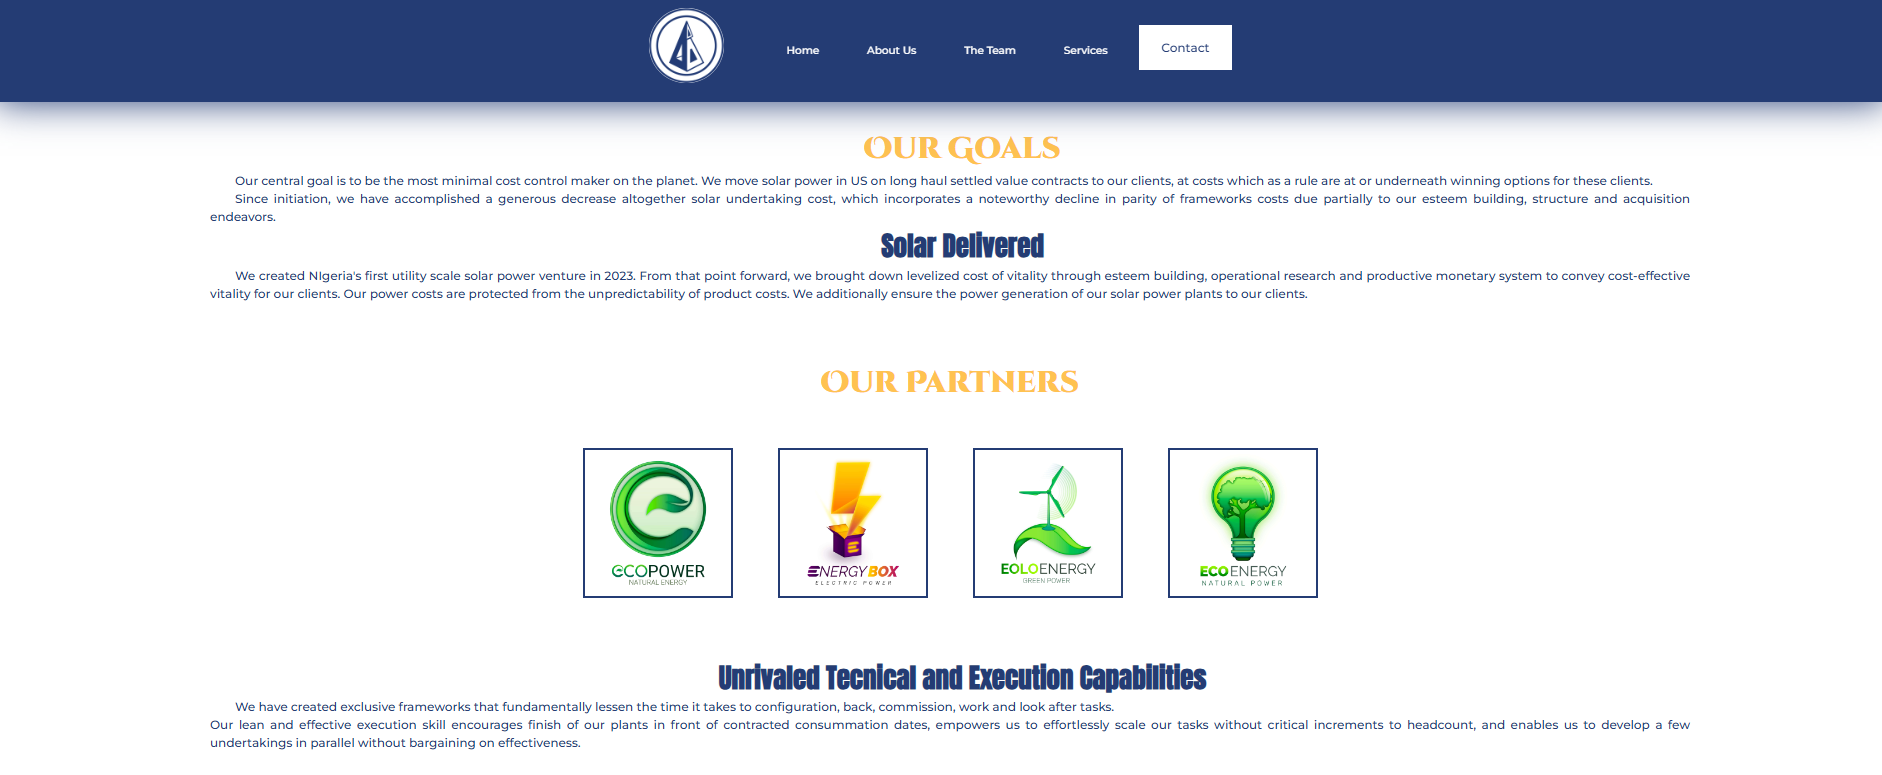 Home About Us The Team Services Contact
Our Goals
Our central goal is to be the most minimal cost control maker on the planet. We move solar power in US on long haul settled value contracts to our clients, at costs which as a rule are at or underneath winning options for these clients.
Since initiation, we have accomplished a generous decrease altogether solar undertaking cost, which incorporates a noteworthy decline in parity of frameworks costs due partially to our esteem building, structure and acquisition
endeavors.
Solar Delivered
We created NIgeria's first utility scale solar power venture in 2023. From that point forward, we brought down levelized cost of vitality through esteem building, operational research and productive monetary system to convey cost-effective
vitality for our clients. Our power costs are protected from the unpredictability of product costs. We additionally ensure the power generation of our solar power plants to our clients.
Our Partners
ECOPOWER
NATURAL ENERGY
ENERGY BOX
ELECTRIC POWER
EOLOENERGY
GREEN POWER
ECOENERGY
NATURAL POWER
Unrivaled Tecnical and Execution Capabilities
We have created exclusive frameworks that fundamentally lessen the time it takes to configuration, back, commission, work and look after tasks.
Our lean and effective execution skill encourages finish of our plants in front of contracted consummation dates, empowers us to effortlessly scale our tasks without critical increments to headcount, and enables us to develop a few
undertakings in parallel without bargaining on effectiveness.